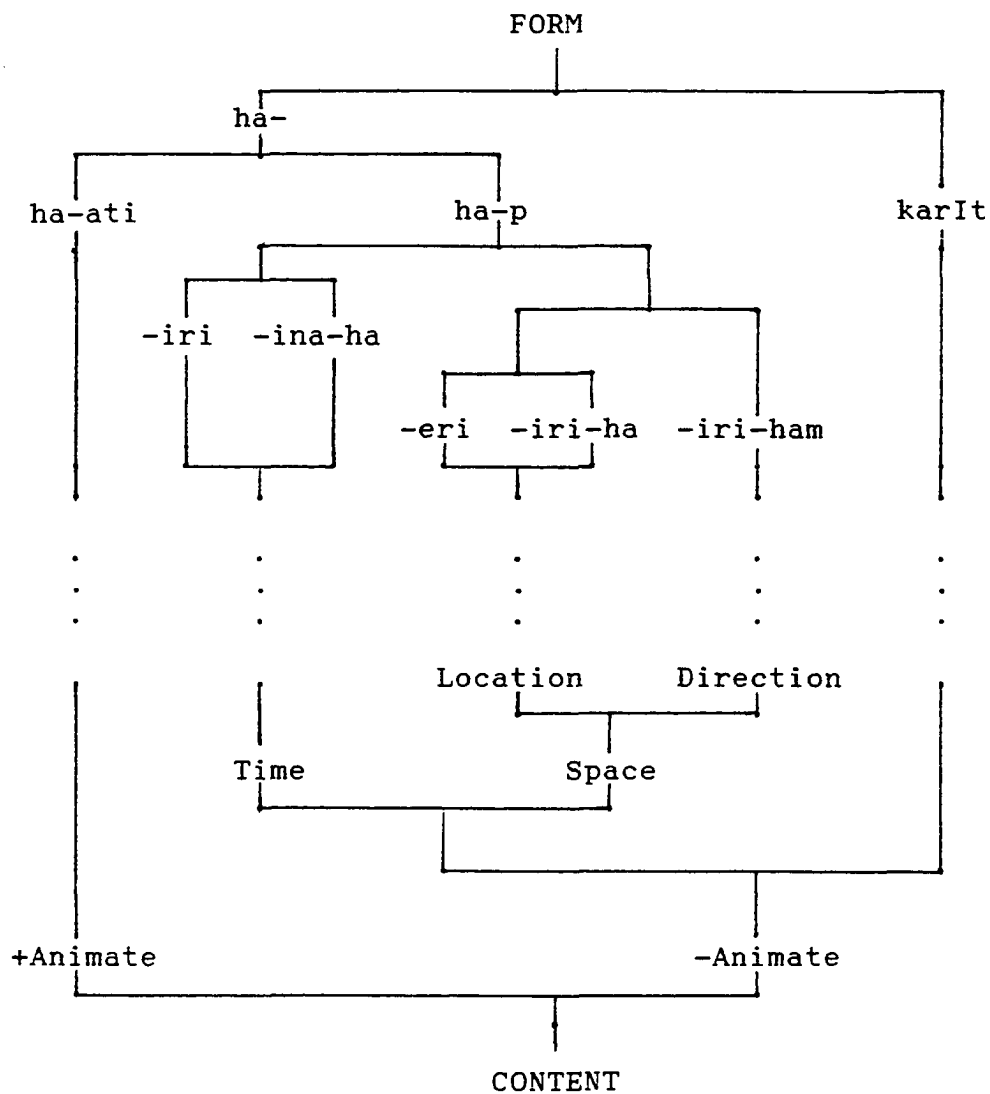 FORM
ha-
ha-ati ha-p karIt
-iri -ina-ha
-eri -iri-ha -iri-ham
Location Direction
Time Space
+Animate -Animate
CONTENT